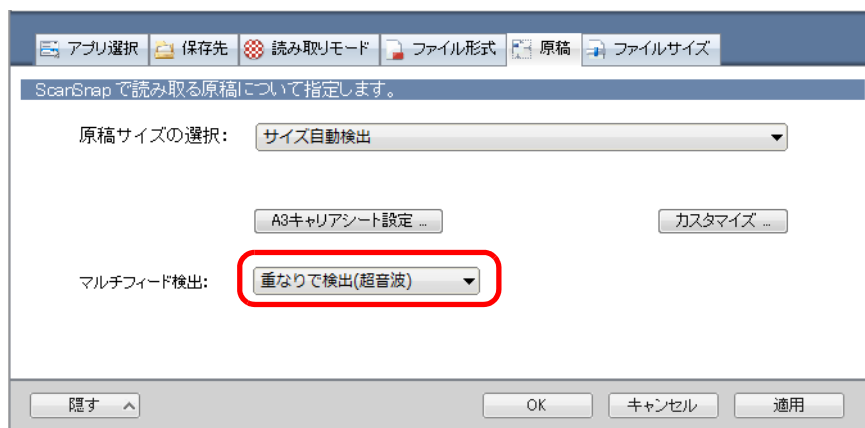 アプリ選択 保存先 読み取りモード ファイル形式 原稿 ファイルサイズ
ScanSnap で読み取る原稿について指定します。
原稿サイズの選択: サイズ自動検出
A3キャリアシート設定 ... カスタマイズ ...
マルチフィード検出: 重なりで検出(超音波)
隠す OK キャンセル 適用